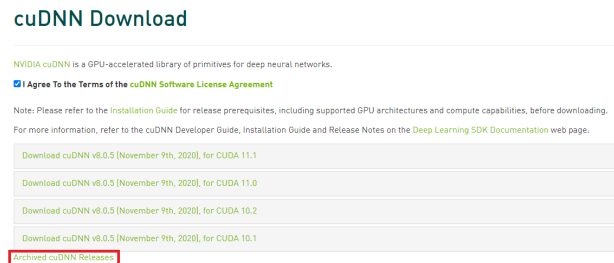 cuDNN Download
NVIDIA cuDNN is a GPU-accelerated library of primitives for deep neural networks.
I Agree To the Terms of the cuDNN Software License Agreement
Note: Please refer to the Installation Guide for release prerequisites, including supported GPU architectures and compute capabilities, before downloading.
For more information, refer to the cuDNN Developer Guide, Installation Guide and Release Notes on the Deep Learning SDK Documentation web page.
Download cuDNN v8.0.5 [November 9th, 2020], for CUDA 11.1
Download cuDNN v8.0.5 [November 9th, 2020], for CUDA 11.0
Download cuDNN v8.0.5 [November 9th, 2020], for CUDA 10.2
Download cuDNN v8.0.5 [November 9th, 2020], for CUDA 10.1
Archived cuDNN Releases